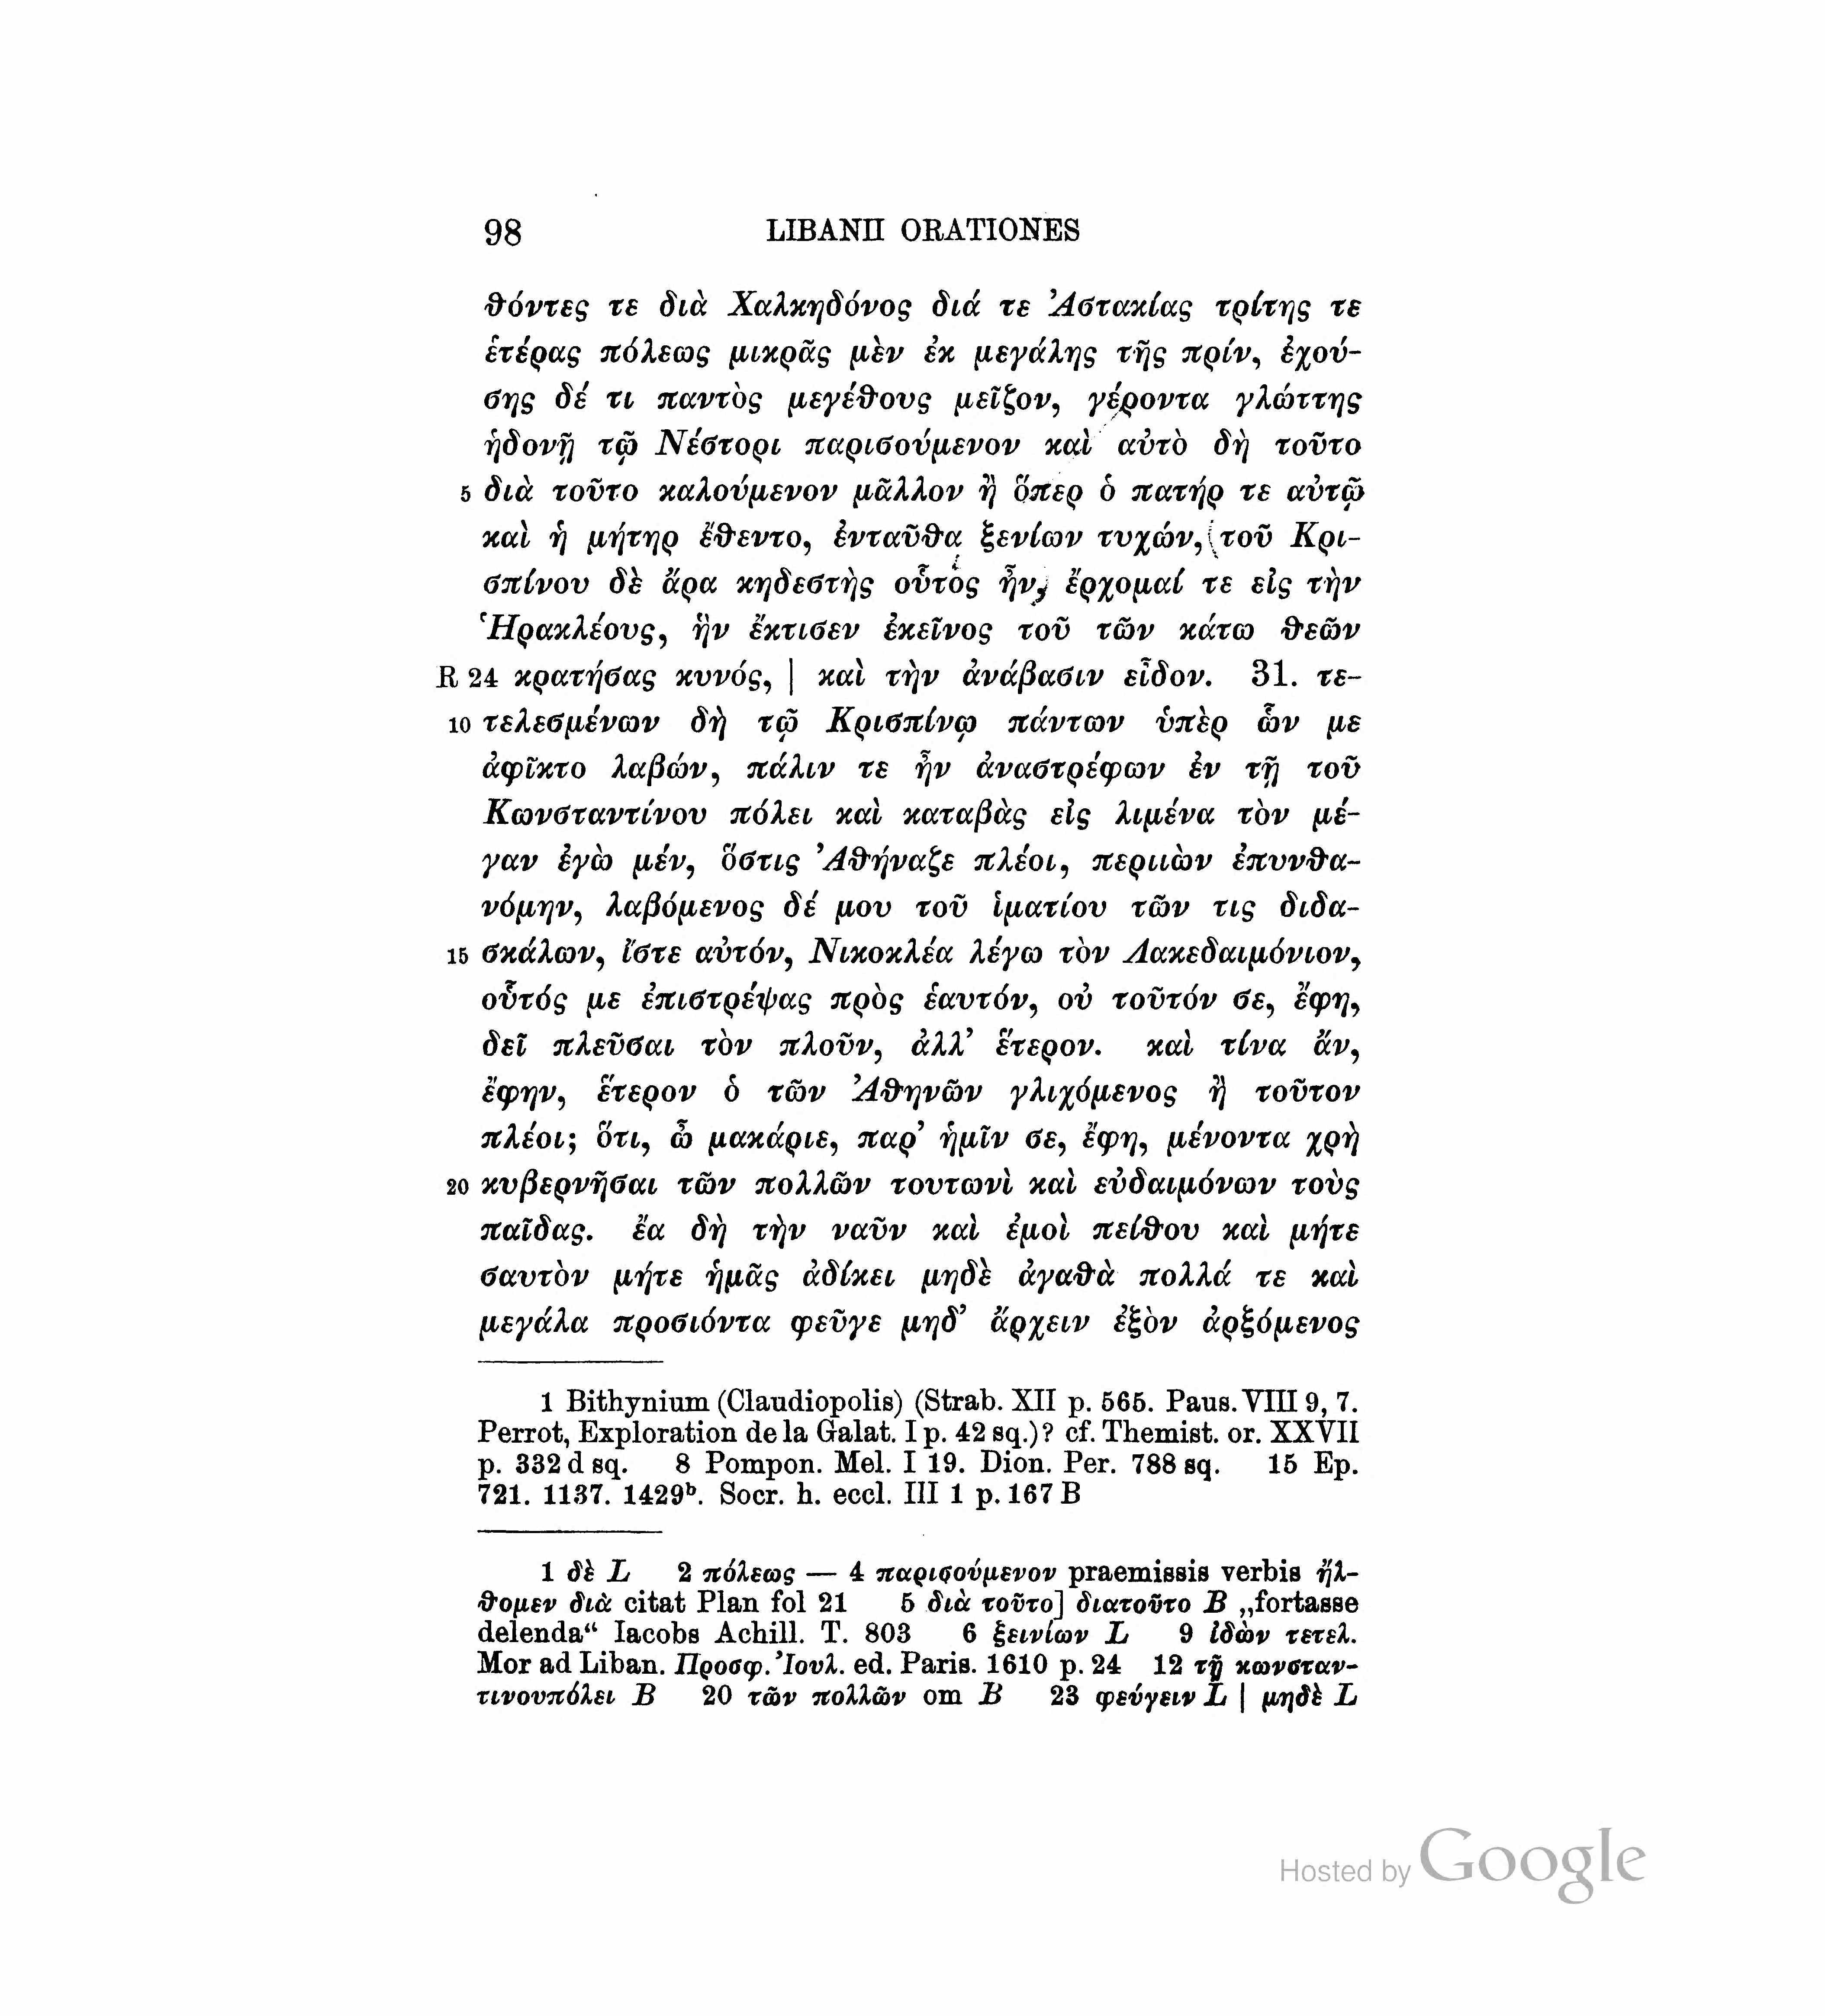 98 LIBANII ORATIONES
θόντες τε διὰ Χαλκηδόνος διά τε Ἀστακίας τρίτης τε
ἑτέρας πόλεως μικρᾶς μὲν ἐκ μεγάλης τῆς πρίν, ἐχού-
σης δέ τι παντὸς μεγέθους μεῖζον, γέροντα γλώττης
ἡδονῇ τῷ Νέστορι παρισούμενον καὶ αὐτὸ δὴ τοῦτο
5 διὰ τοῦτο καλούμενον μᾶλλον ἢ ὅπερ ὁ πατήρ τε αὐτῷ
καὶ ἡ μήτηρ ἔθεντο, ἐνταῦθα ξενίων τυχών, τοῦ Κρι-
σπίνου δὲ ἄρα κηδεστὴς οὗτος ἦν, ἔρχομαί τε εἰς τὴν
Ἡρακλέους, ἣν ἔκτισεν ἐκεῖνος τοῦ τῶν κάτω θεῶν
R 24 κρατήσας κυνός, | καὶ τὴν ἀνάβασιν εἶδον. 31. τε-
10 τελεσμένων δὴ τῷ Κρισπίνῳ πάντων ὑπὲρ ὧν με
ἀφῖκτο λαβών, πάλιν τε ἦν ἀναστρέφων ἐν τῇ τοῦ
Κωνσταντίνου πόλει καὶ καταβὰς εἰς λιμένα τὸν μέ-
γαν ἐγὼ μέν, ὅστις Ἀθήναζε πλέοι, περιιὼν ἐπυνθα-
νόμην, λαβόμενος δέ μου τοῦ ἱματίου τῶν τις διδα-
15 σκάλων, ἴστε αὐτόν, Νικοκλέα λέγω τὸν Λακεδαιμόνιον,
οὗτός με ἐπιστρέψας πρὸς ἑαυτόν, οὐ τοῦτόν σε, ἔφη,
δεῖ πλεῦσαι τὸν πλοῦν, ἀλλ’ ἕτερον. καὶ τίνα ἄν,
ἔφην, ἕτερον ὁ τῶν Ἀθηνῶν γλιχόμενος ἢ τοῦτον
πλέοι; ὅτι, ὦ μακάριε, παρ’ ἡμῖν σε, ἔφη, μένοντα χρὴ
20 κυβερνῆσαι τῶν πολλῶν τουτωνὶ καὶ εὐδαιμόνων τοὺς
παῖδας. ἔα δὴ τὴν ναῦν καὶ ἐμοὶ πείθου καὶ μήτε
σαυτὸν μήτε ἡμᾶς ἀδίκει μηδὲ ἀγαθὰ πολλά τε καὶ
μεγάλα προσιόντα φεῦγε μηδ’ ἄρχειν ἐξὸν ἀρξόμενος
1 Bithynium (Claudiopolis) (Strab. XII p. 565. Paus. VIII 9, 7.
Perrot, Exploration de la Galat. I p. 42 sq.)? cf. Themist. or. XXVII
p. 332 d sq. 8 Pompon. Mel. I 19. Dion. Per. 788 sq. 15 Ep.
721. 1137. 1429ᵇ. Socr. h. eccl. III 1 p. 167 B
1 δὲ L 2 πόλεως — 4 παρισούμενον praemissis verbis ἤλ-
θομεν διὰ citat Plan fol 21 5 διὰ τοῦτο] διατοῦτο B „fortasse
delenda“ Iacobs Achill. T. 803 6 ξεινίων L 9 ἰδὼν τετελ.
Mor ad Liban. Προσφ. Ἰουλ. ed. Paris. 1610 p. 24 12 τῇ κωνσταν-
τινουπόλει B 20 τῶν πολλῶν om B 23 φεύγειν L | μηδὲ L
Hosted by Google